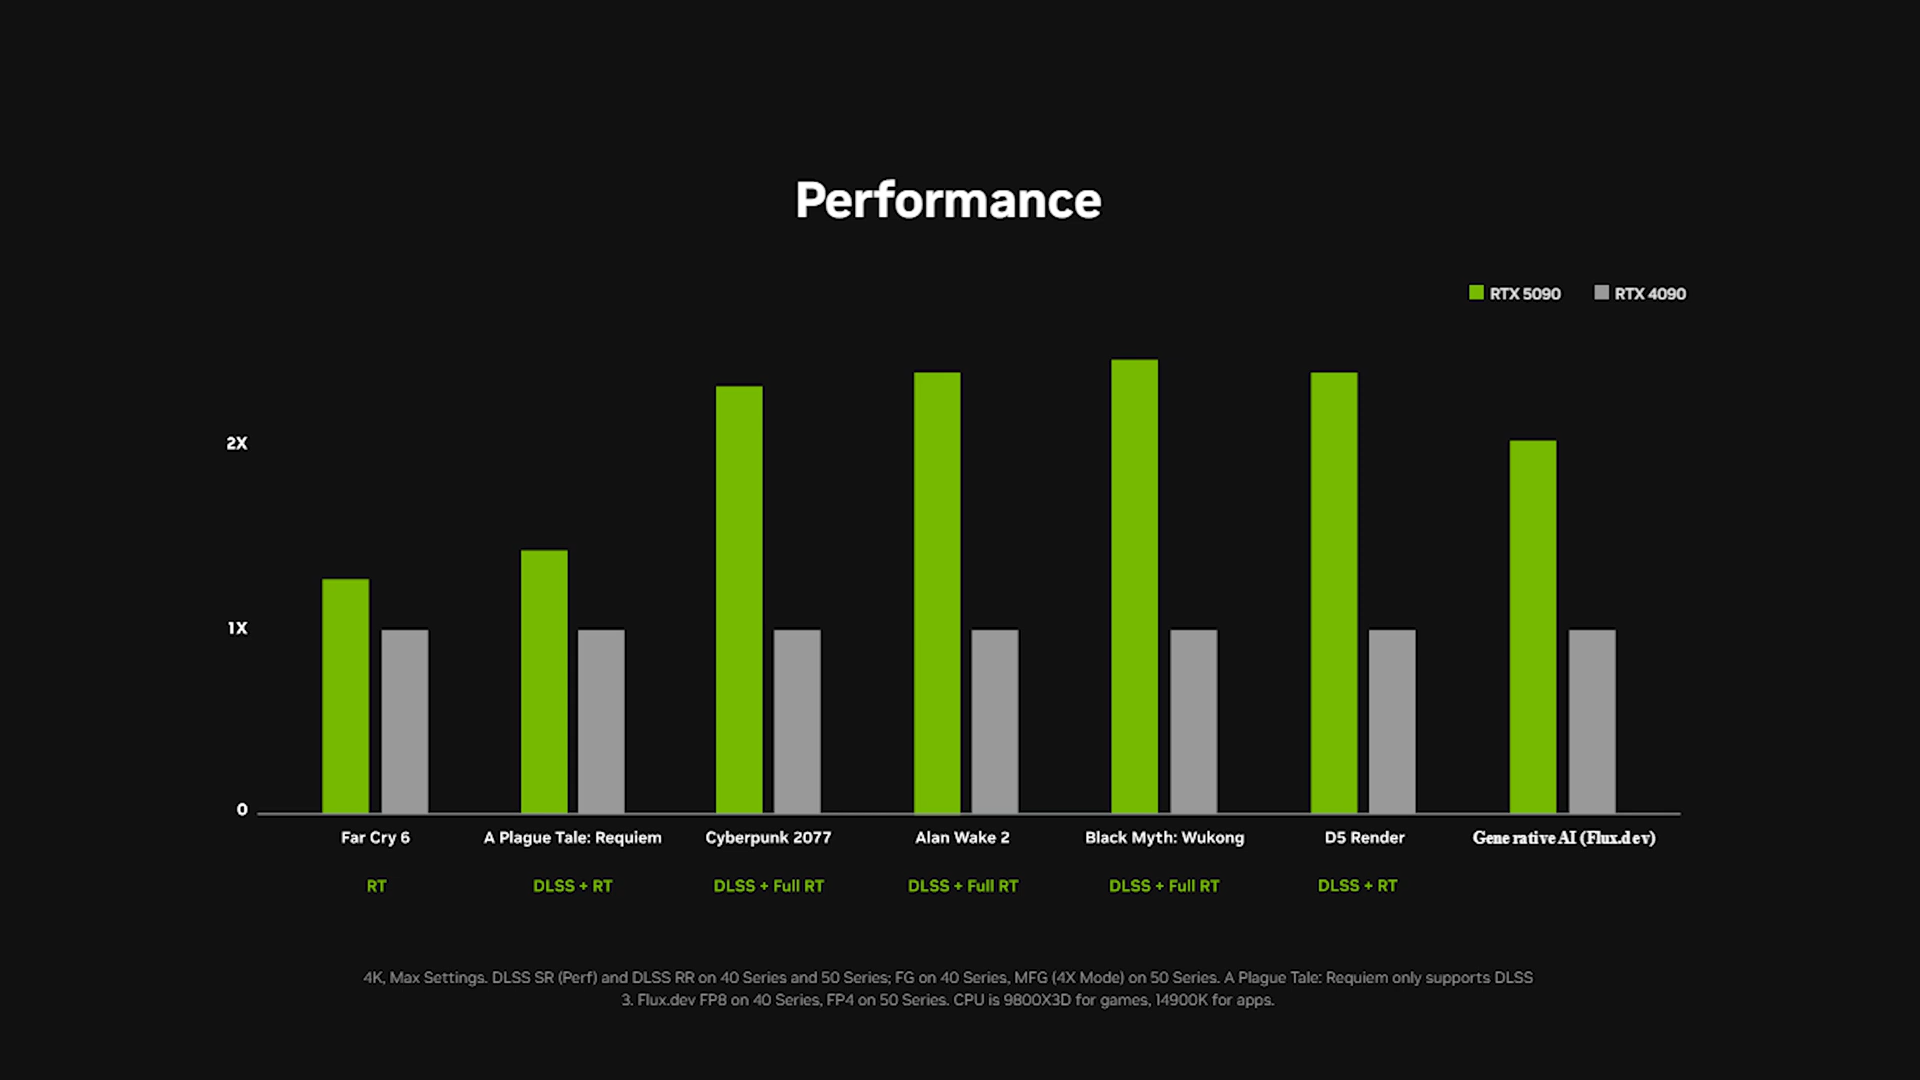 Performance
RTX 5090 RTX 4090
2X
1X
0
Far Cry 6 A Plague Tale: Requiem Cyberpunk 2077 Alan Wake 2 Black Myth: Wukong D5 Render Generative AI (Flux.dev)
RT DLSS + RT DLSS + Full RT DLSS + Full RT DLSS + Full RT DLSS + RT
4K, Max Settings. DLSS SR (Perf) and DLSS RR on 40 Series and 50 Series; FG on 40 Series, MFG (4X Mode) on 50 Series. A Plague Tale: Requiem only supports DLSS
3. Flux.dev FP8 on 40 Series, FP4 on 50 Series. CPU is 9800X3D for games, 14900K for apps.